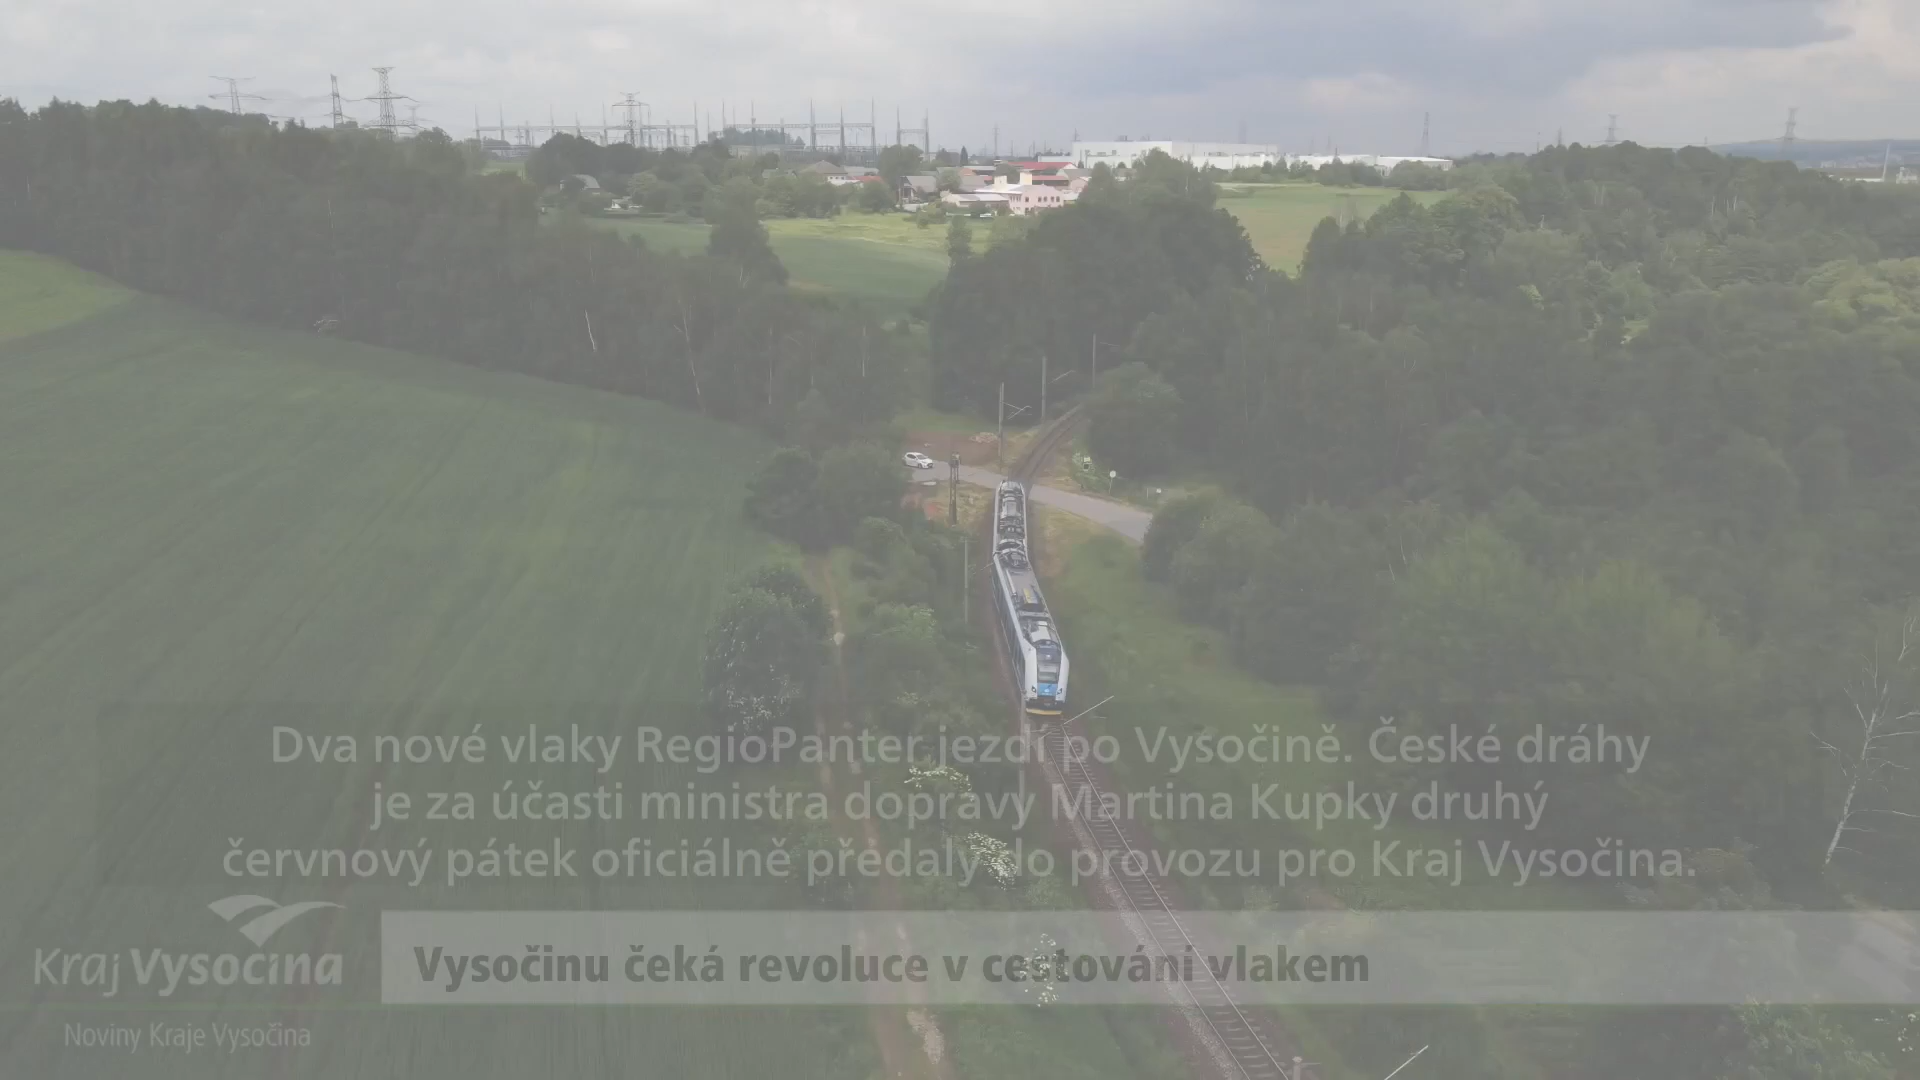 Dva nové vlaky RegioPanter jezdí po Vysočině. České dráhy
je za účasti ministra dopravy Martina Kupky druhý
červnový pátek oficiálně předaly do provozu pro Kraj Vysočina.
Kraj Vysočina
Vysočinu čeká revoluce v cestování vlakem
Noviny Kraje Vysočina